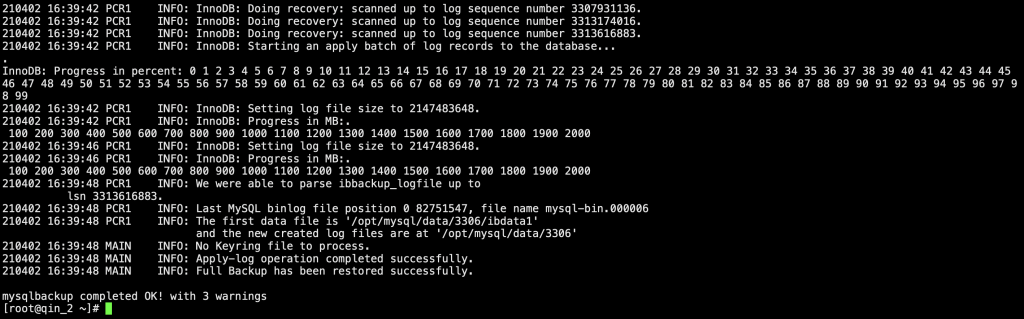 210402 16:39:42 PCR1    INFO: InnoDB: Doing recovery: scanned up to log sequence number 3307931136.
210402 16:39:42 PCR1    INFO: InnoDB: Doing recovery: scanned up to log sequence number 3313174016.
210402 16:39:42 PCR1    INFO: InnoDB: Doing recovery: scanned up to log sequence number 3313616883.
210402 16:39:42 PCR1    INFO: InnoDB: Starting an apply batch of log records to the database...
.
InnoDB: Progress in percent: 0 1 2 3 4 5 6 7 8 9 10 11 12 13 14 15 16 17 18 19 20 21 22 23 24 25 26 27 28 29 30 31 32 33 34 35 36 37 38 39 40 41 42 43 44 45
46 47 48 49 50 51 52 53 54 55 56 57 58 59 60 61 62 63 64 65 66 67 68 69 70 71 72 73 74 75 76 77 78 79 80 81 82 83 84 85 86 87 88 89 90 91 92 93 94 95 96 97 9
8 99
210402 16:39:42 PCR1    INFO: InnoDB: Setting log file size to 2147483648.
210402 16:39:42 PCR1    INFO: InnoDB: Progress in MB:.
 100 200 300 400 500 600 700 800 900 1000 1100 1200 1300 1400 1500 1600 1700 1800 1900 2000
210402 16:39:46 PCR1    INFO: InnoDB: Setting log file size to 2147483648.
210402 16:39:46 PCR1    INFO: InnoDB: Progress in MB:.
 100 200 300 400 500 600 700 800 900 1000 1100 1200 1300 1400 1500 1600 1700 1800 1900 2000
210402 16:39:48 PCR1    INFO: We were able to parse ibbackup_logfile up to
          lsn 3313616883.
210402 16:39:48 PCR1    INFO: Last MySQL binlog file position 0 82751547, file name mysql-bin.000006
210402 16:39:48 PCR1    INFO: The first data file is '/opt/mysql/data/3306/ibdata1'
                              and the new created log files are at '/opt/mysql/data/3306'
210402 16:39:48 MAIN    INFO: No Keyring file to process.
210402 16:39:48 MAIN    INFO: Apply-log operation completed successfully.
210402 16:39:48 MAIN    INFO: Full Backup has been restored successfully.

mysqlbackup completed OK! with 3 warnings
[root@qin_2 ~]#